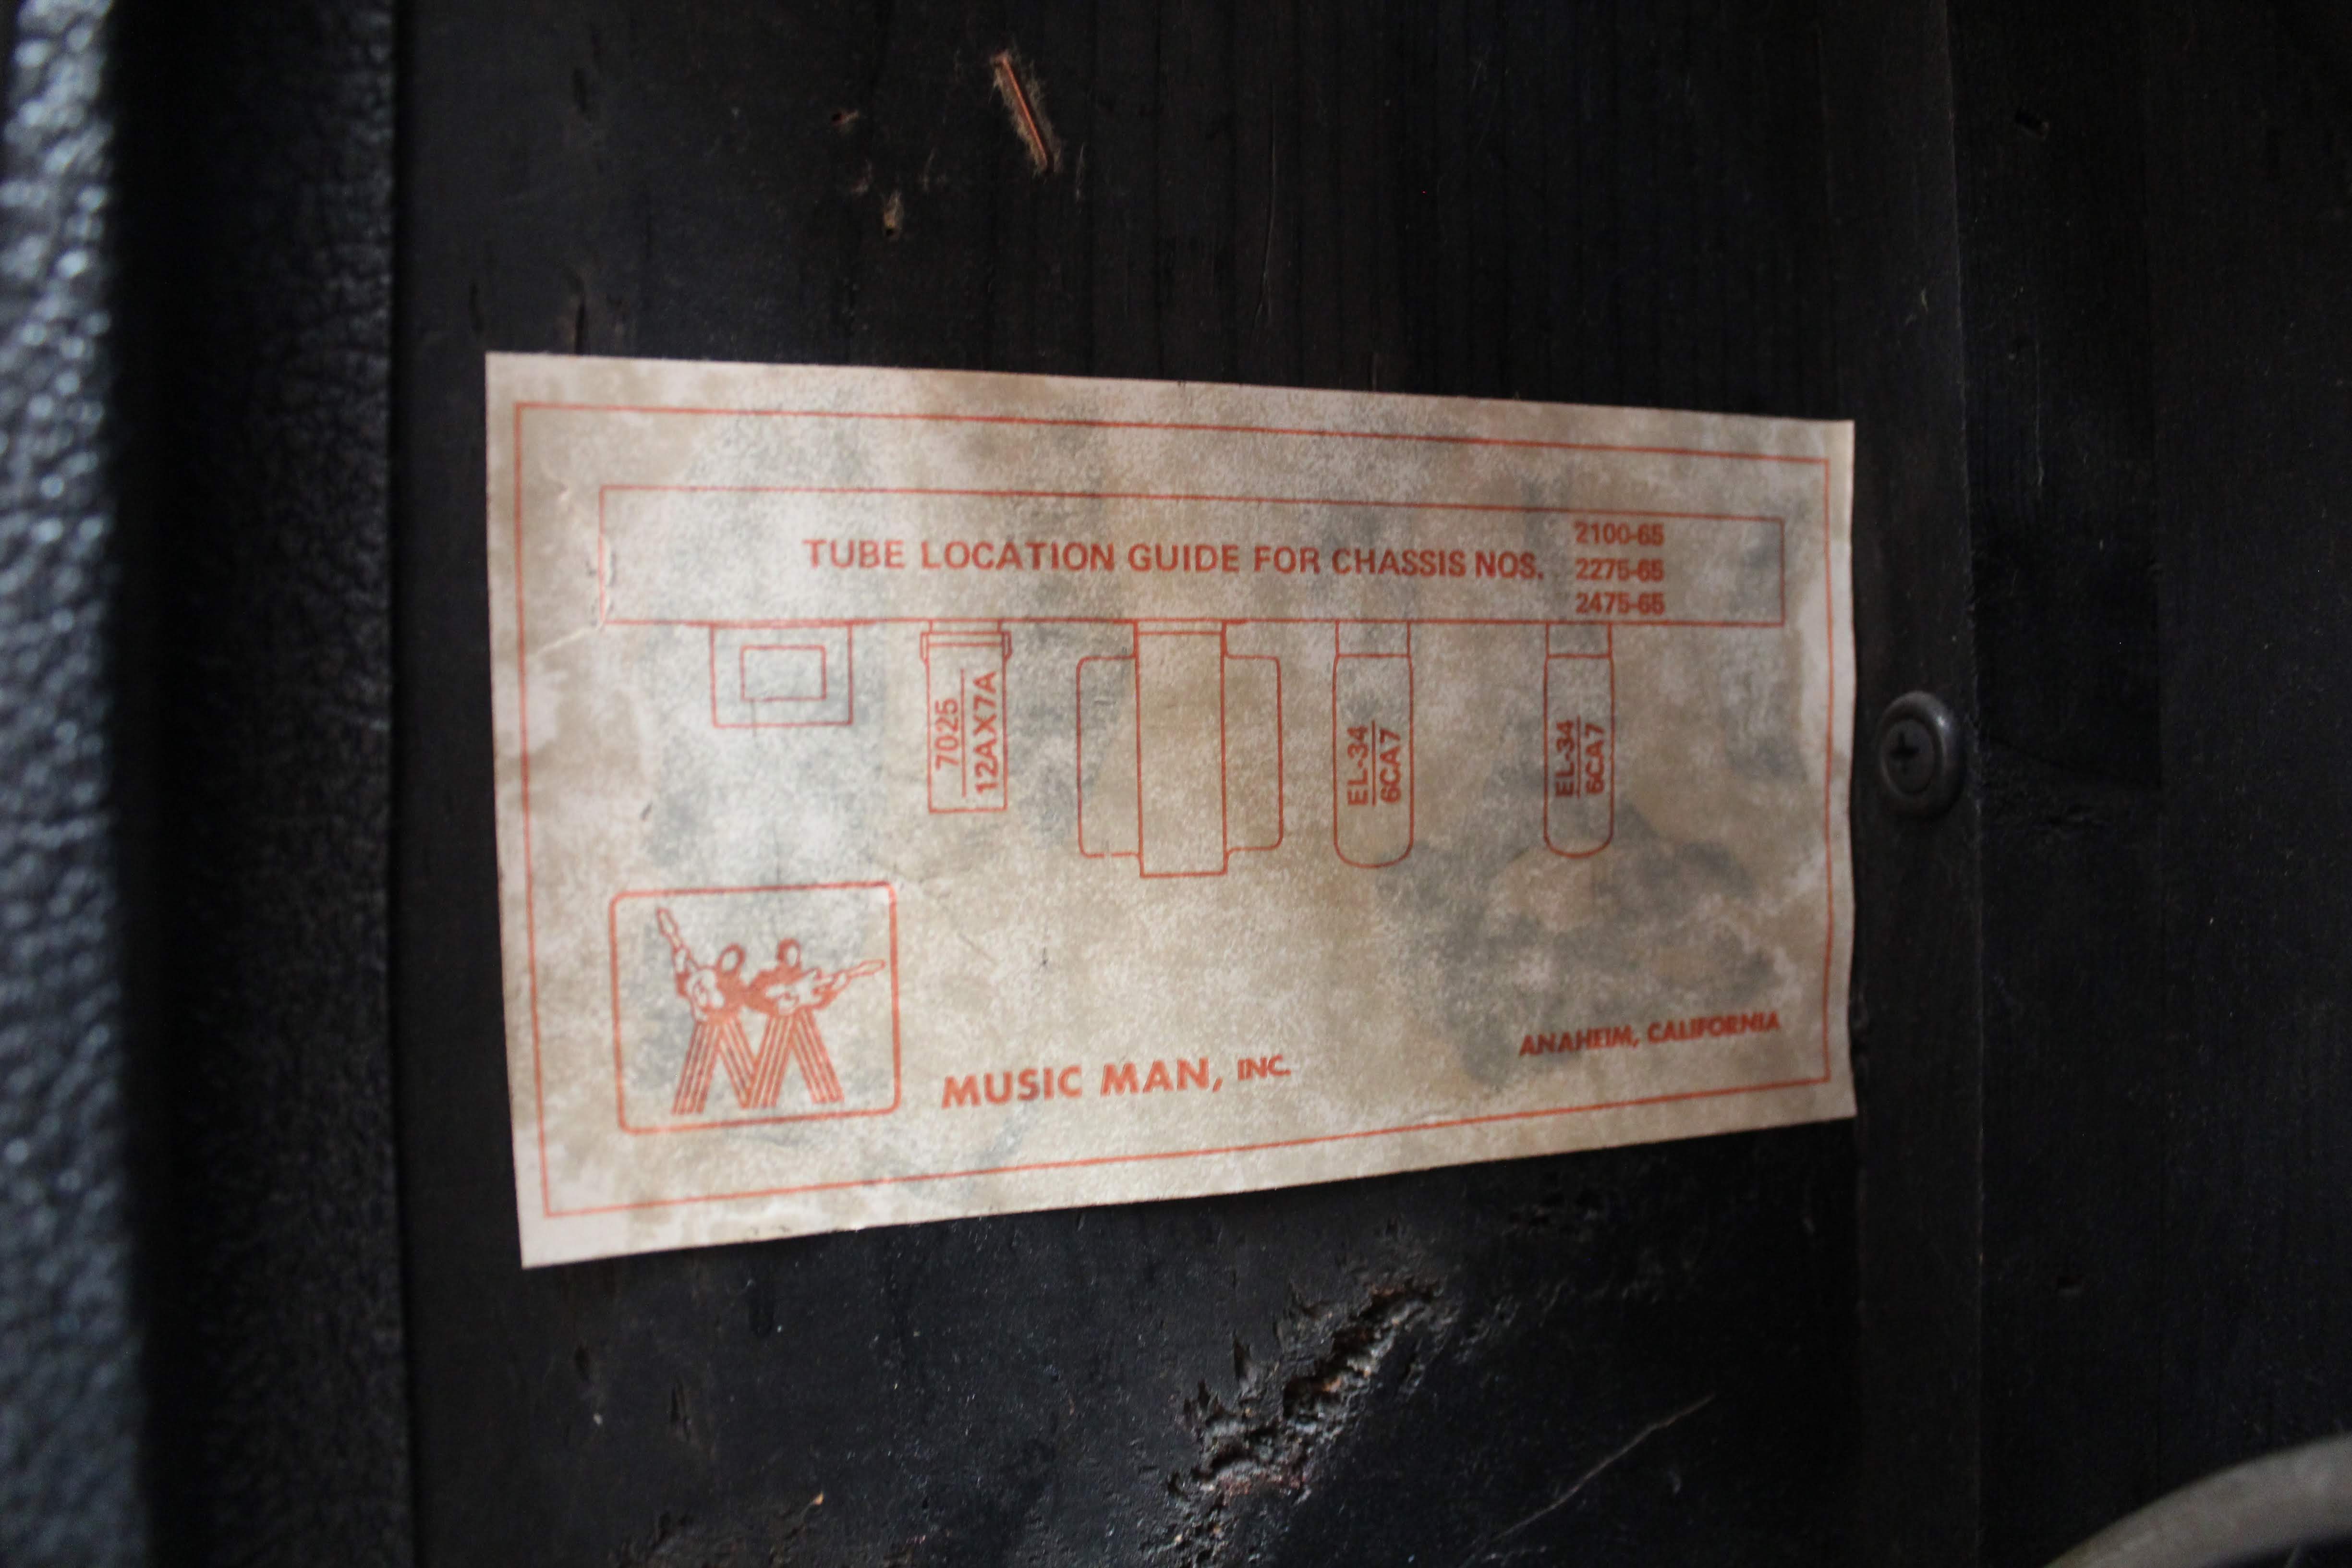 TUBE LOCATION GUIDE FOR CHASSIS NOS.
2100-65
2275-65
2475-65
7025
12AX7A
EL-34
6CA7
EL-34
6CA7
MUSIC MAN, INC.
ANAHEIM, CALIFORNIA